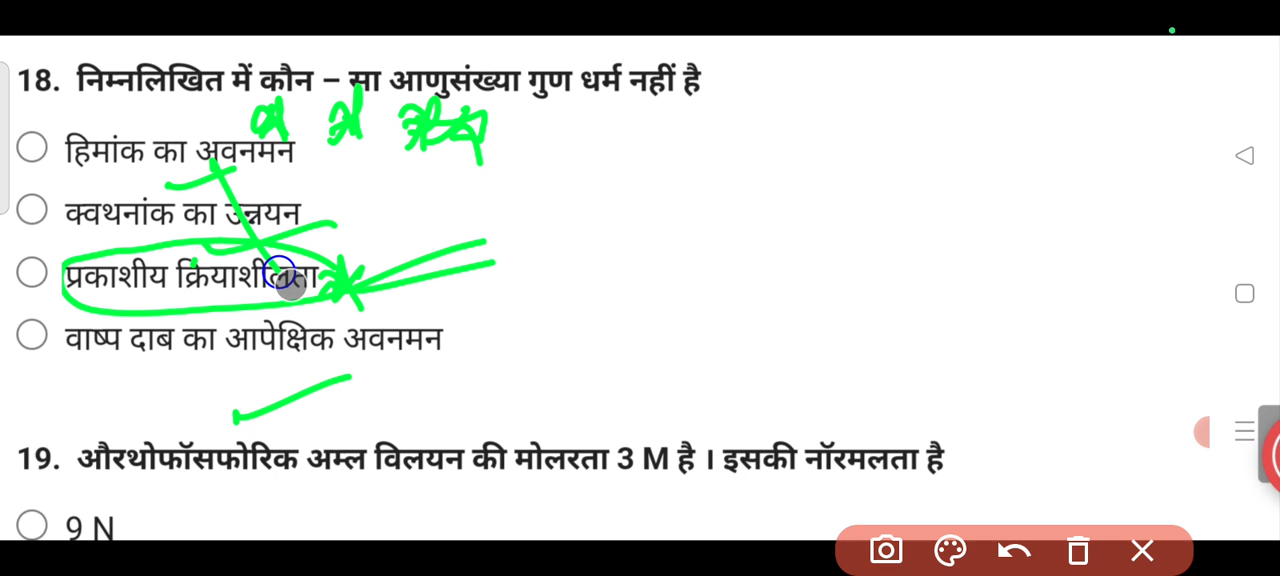 18. निम्नलिखित में कौन – सा आणुसंख्या गुण धर्म नहीं है
हिमांक का अवनमन
क्वथनांक का उन्नयन
प्रकाशीय क्रियाशीलता
वाष्प दाब का आपेक्षिक अवनमन
19. औरथोफॉसफोरिक अम्ल विलयन की मोलरता 3 M है । इसकी नॉरमलता है
9 N